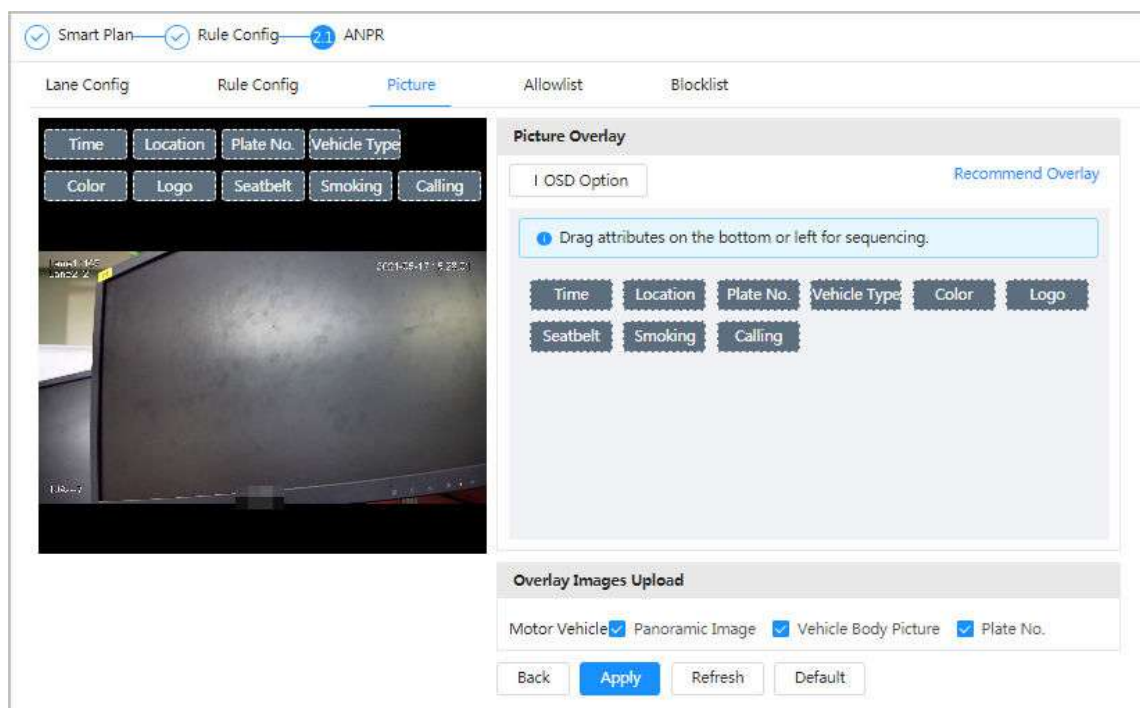 Smart Plan Rule Config 2.1 ANPR
Lane Config Rule Config Picture Allowlist Blocklist
Time Location Plate No. Vehicle Type
Color Logo Seatbelt Smoking Calling
Picture Overlay
I OSD Option Recommend Overlay
Drag attributes on the bottom or left for sequencing.
Time Location Plate No. Vehicle Type Color Logo
Seatbelt Smoking Calling
Overlay Images Upload
Motor Vehicle Panoramic Image Vehicle Body Picture Plate No.
Back Apply Refresh Default